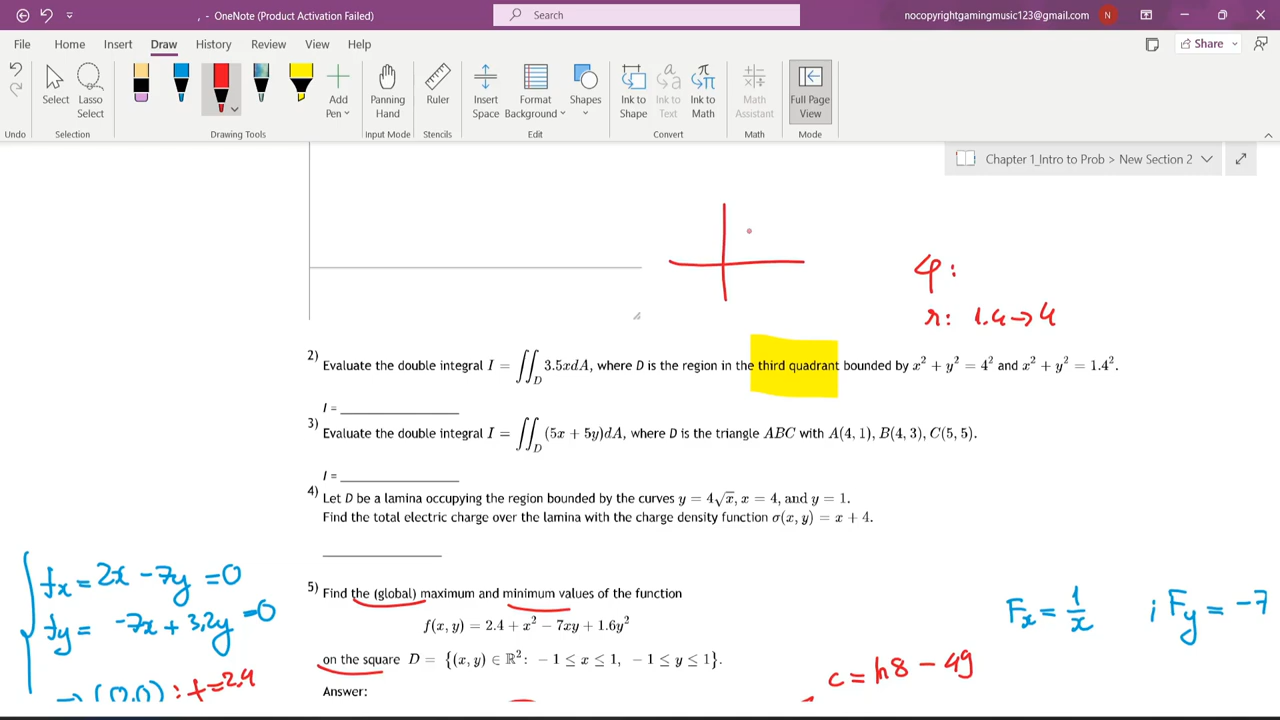 , - OneNote (Product Activation Failed)
Search
nocopyrightgamingmusic123@gmail.com
N
File Home Insert Draw History Review View Help
Share
Undo
Select
Lasso Select
Add Pen
Panning Hand
Ruler
Insert Space
Format Background
Shapes
Ink to Shape
Ink to Text
Ink to Math
Math Assistant
Full Page View
Undo Selection Drawing Tools Input Mode Stencils Edit Convert Math Mode
Chapter 1_Intro to Prob > New Section 2
φ:
r: 1.4→4
2) Evaluate the double integral I = ∬_D 3.5xdA, where D is the region in the third quadrant bounded by x² + y² = 4² and x² + y² = 1.4².
I =
3) Evaluate the double integral I = ∬_D (5x + 5y)dA, where D is the triangle ABC with A(4, 1), B(4, 3), C(5, 5).
I =
4) Let D be a lamina occupying the region bounded by the curves y = 4√x, x = 4, and y = 1.
Find the total electric charge over the lamina with the charge density function σ(x, y) = x + 4.
fx = 2x - 7y = 0
fy = -7x + 3,2y = 0
→ (0,0) : f = 2.4
5) Find the (global) maximum and minimum values of the function
f(x, y) = 2.4 + x² − 7xy + 1.6y²
on the square D = {(x, y) ∈ ℝ² : − 1 ≤ x ≤ 1, − 1 ≤ y ≤ 1}.
Answer:
Fx = 1/x ; Fy = -7
- 49